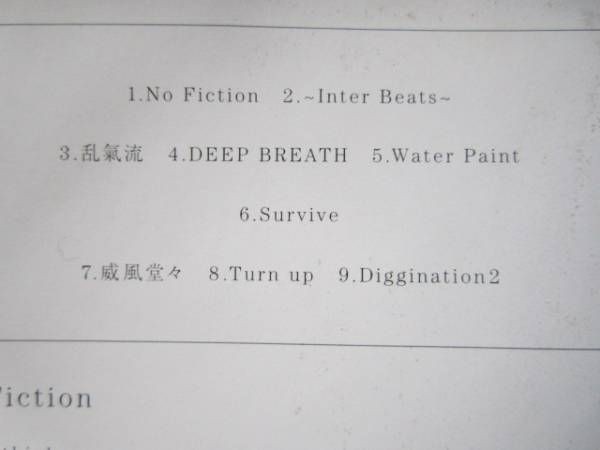 1.No Fiction 2.~Inter Beats~
3.乱氣流 4.DEEP BREATH 5.Water Paint
6.Survive
7.威風堂々 8.Turn up 9.Diggination2
Fiction